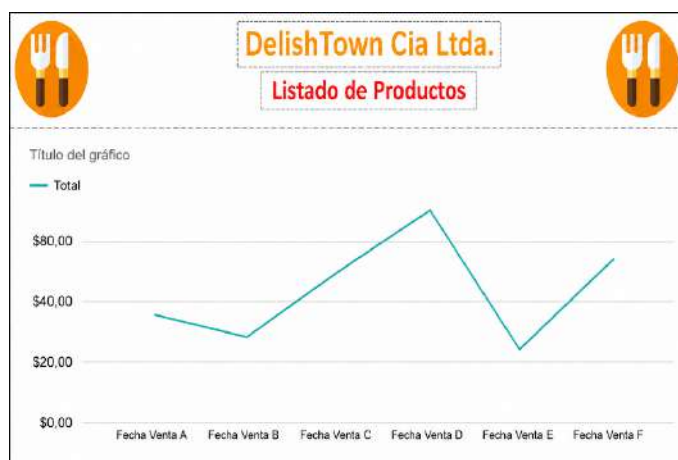 DelishTown Cia Ltda.
Listado de Productos
Título del gráfico
Total
$80,00
$40,00
$20,00
$0,00
Fecha Venta A Fecha Venta B Fecha Venta C Fecha Venta D Fecha Venta E Fecha Venta F